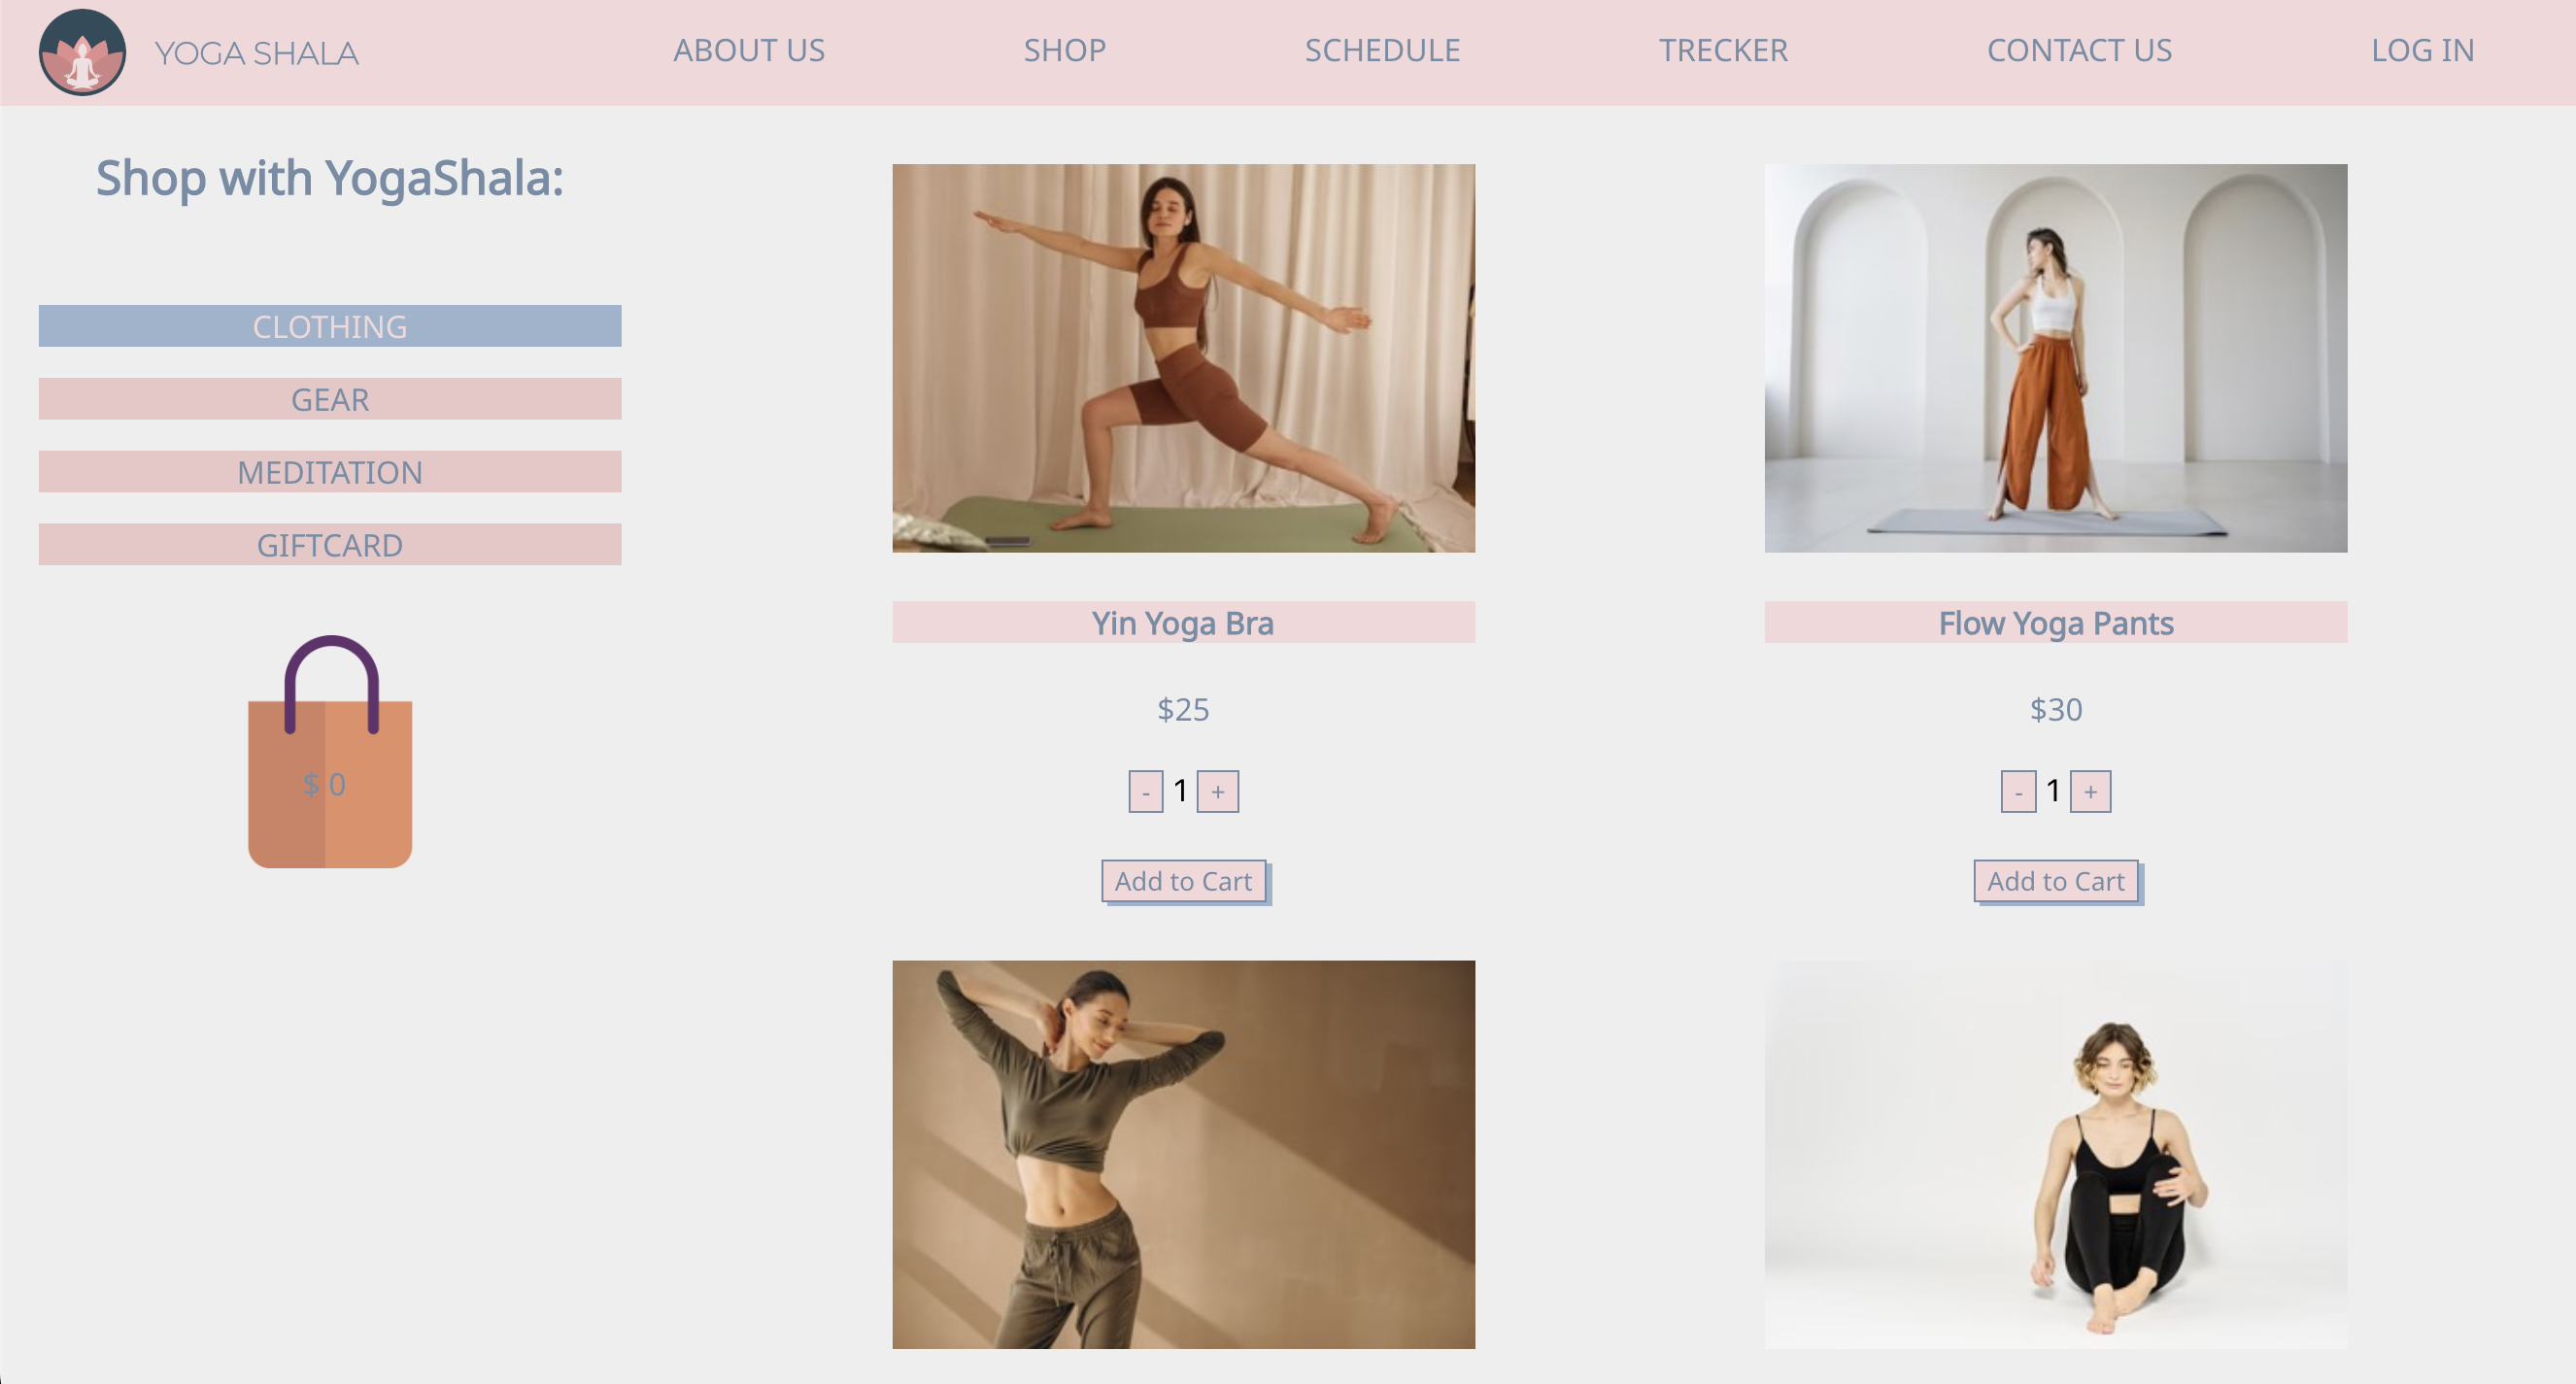 YOGA SHALA
ABOUT US
SHOP
SCHEDULE
TRECKER
CONTACT US
LOG IN
Shop with YogaShala:
CLOTHING
GEAR
MEDITATION
GIFTCARD
$ 0
Yin Yoga Bra
$25
- 1 +
Add to Cart
Flow Yoga Pants
$30
- 1 +
Add to Cart